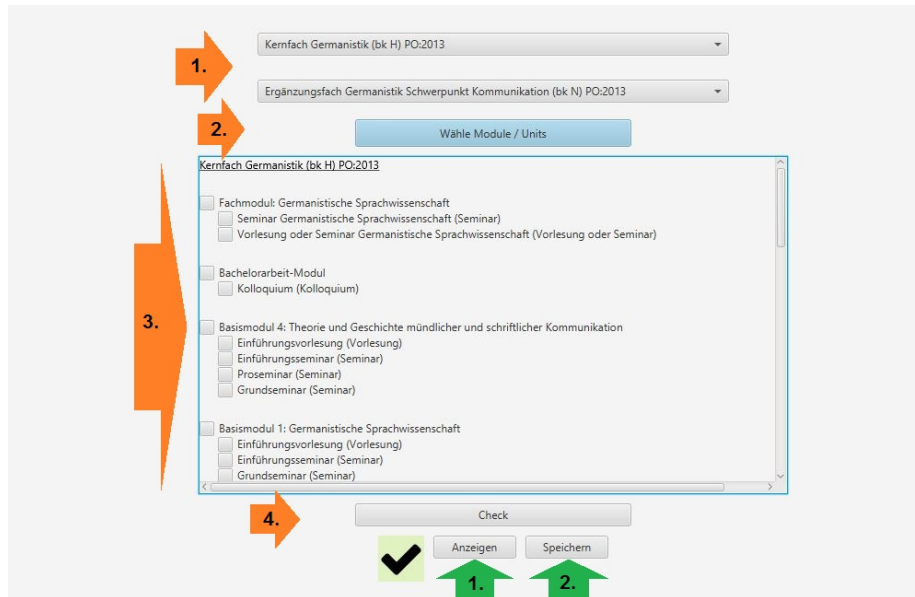 Kernfach Germanistik (bk H) PO:2013
1.
Ergänzungsfach Germanistik Schwerpunkt Kommunikation (bk N) PO:2013
2.
Wähle Module / Units
Kernfach Germanistik (bk H) PO:2013
Fachmodul: Germanistische Sprachwissenschaft
Seminar Germanistische Sprachwissenschaft (Seminar)
Vorlesung oder Seminar Germanistische Sprachwissenschaft (Vorlesung oder Seminar)
Bachelorarbeit-Modul
Kolloquium (Kolloquium)
3.
Basismodul 4: Theorie und Geschichte mündlicher und schriftlicher Kommunikation
Einführungsvorlesung (Vorlesung)
Einführungsseminar (Seminar)
Proseminar (Seminar)
Grundseminar (Seminar)
Basismodul 1: Germanistische Sprachwissenschaft
Einführungsvorlesung (Vorlesung)
Einführungsseminar (Seminar)
Grundseminar (Seminar)
4.
Check
Anzeigen
Speichern
1.
2.